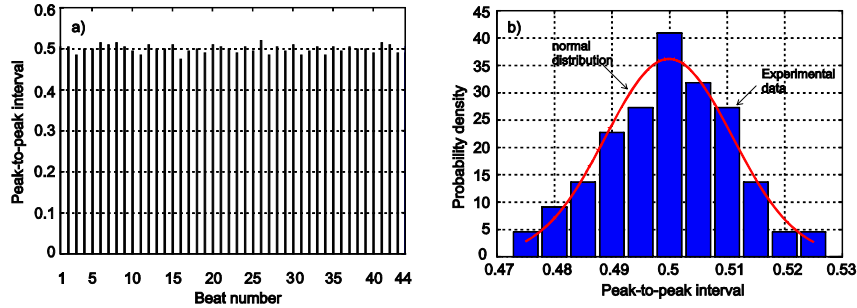 a)
Peak-to-peak interval
0.6
0.5
0.4
0.3
0.2
0.1
0
1 5 10 15 20 25 30 35 40 44
Beat number
b)
Probability density
45
40
35
30
25
20
15
10
5
0
normal
distribution
Experimental
data
0.47 0.48 0.49 0.5 0.51 0.52 0.53
Peak-to-peak interval